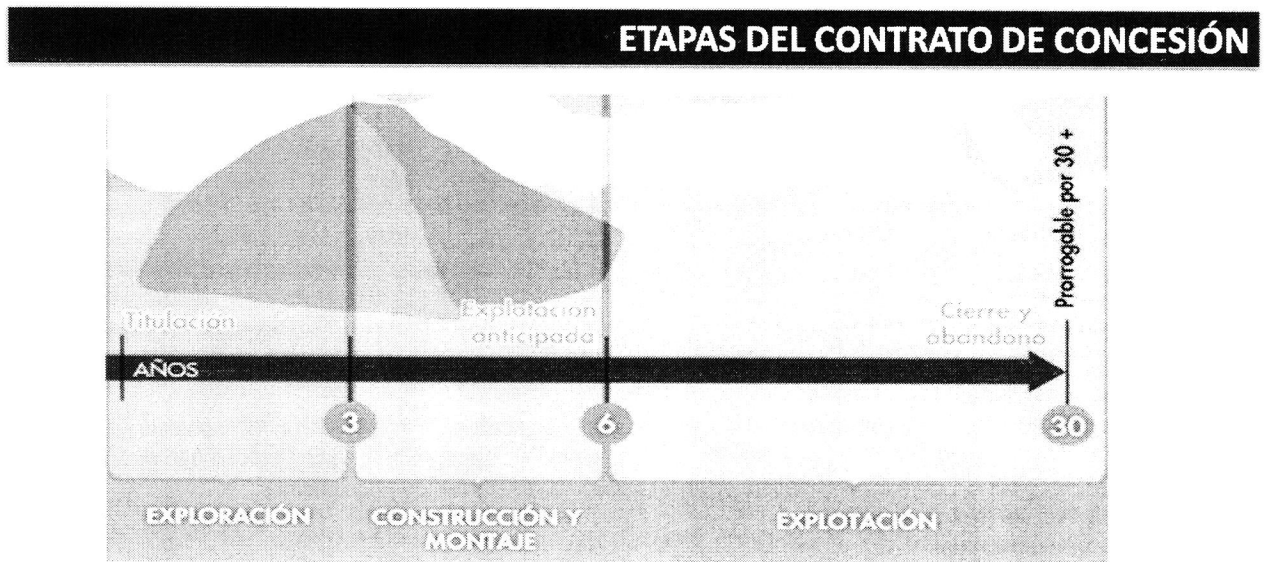 ETAPAS DEL CONTRATO DE CONCESIÓN
Prorrogable por 30 +
Titulación
Explotación
anticipada
Cierre y
abandono
AÑOS
3
6
30
EXPLORACIÓN
CONSTRUCCIÓN Y
MONTAJE
EXPLOTACIÓN